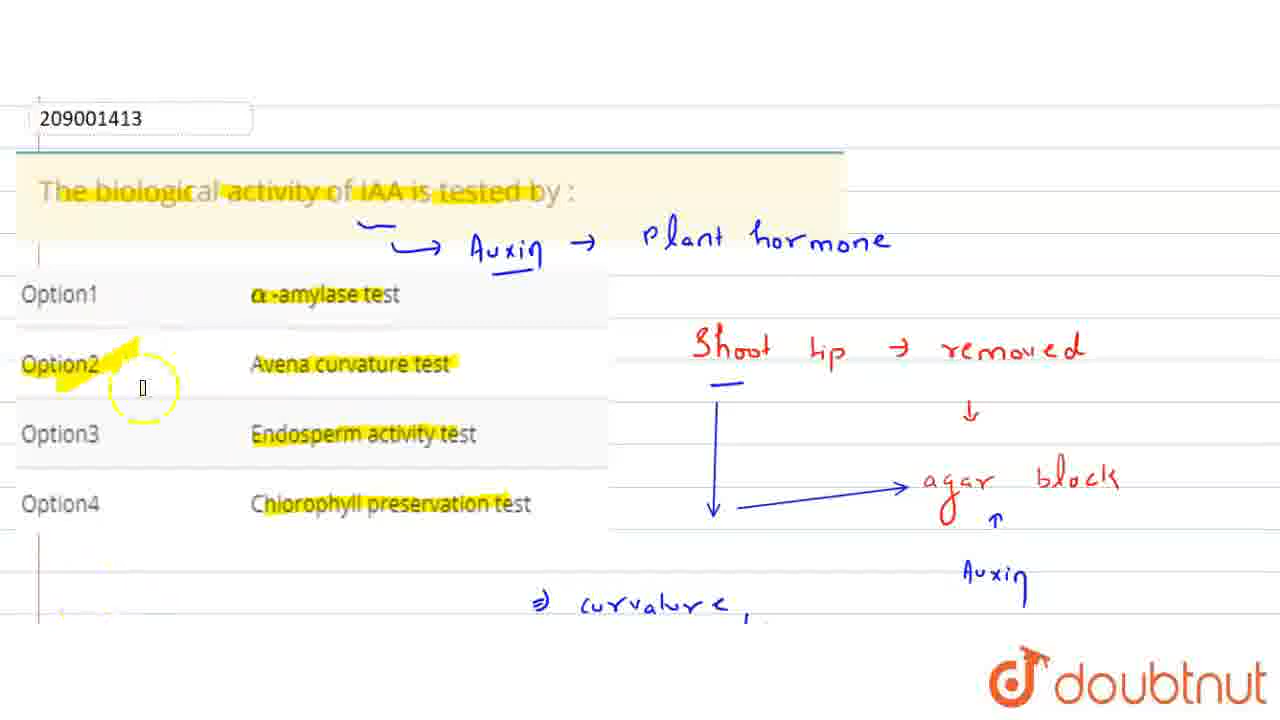 209001413
The biological activity of IAA is tested by :
Auxin → Plant hormone
Option1 α -amylase test
Option2 Avena curvature test
Option3 Endosperm activity test
Option4 Chlorophyll preservation test
Shoot tip → removed
agar block
Auxin
⇒ curvature,
doubtnut